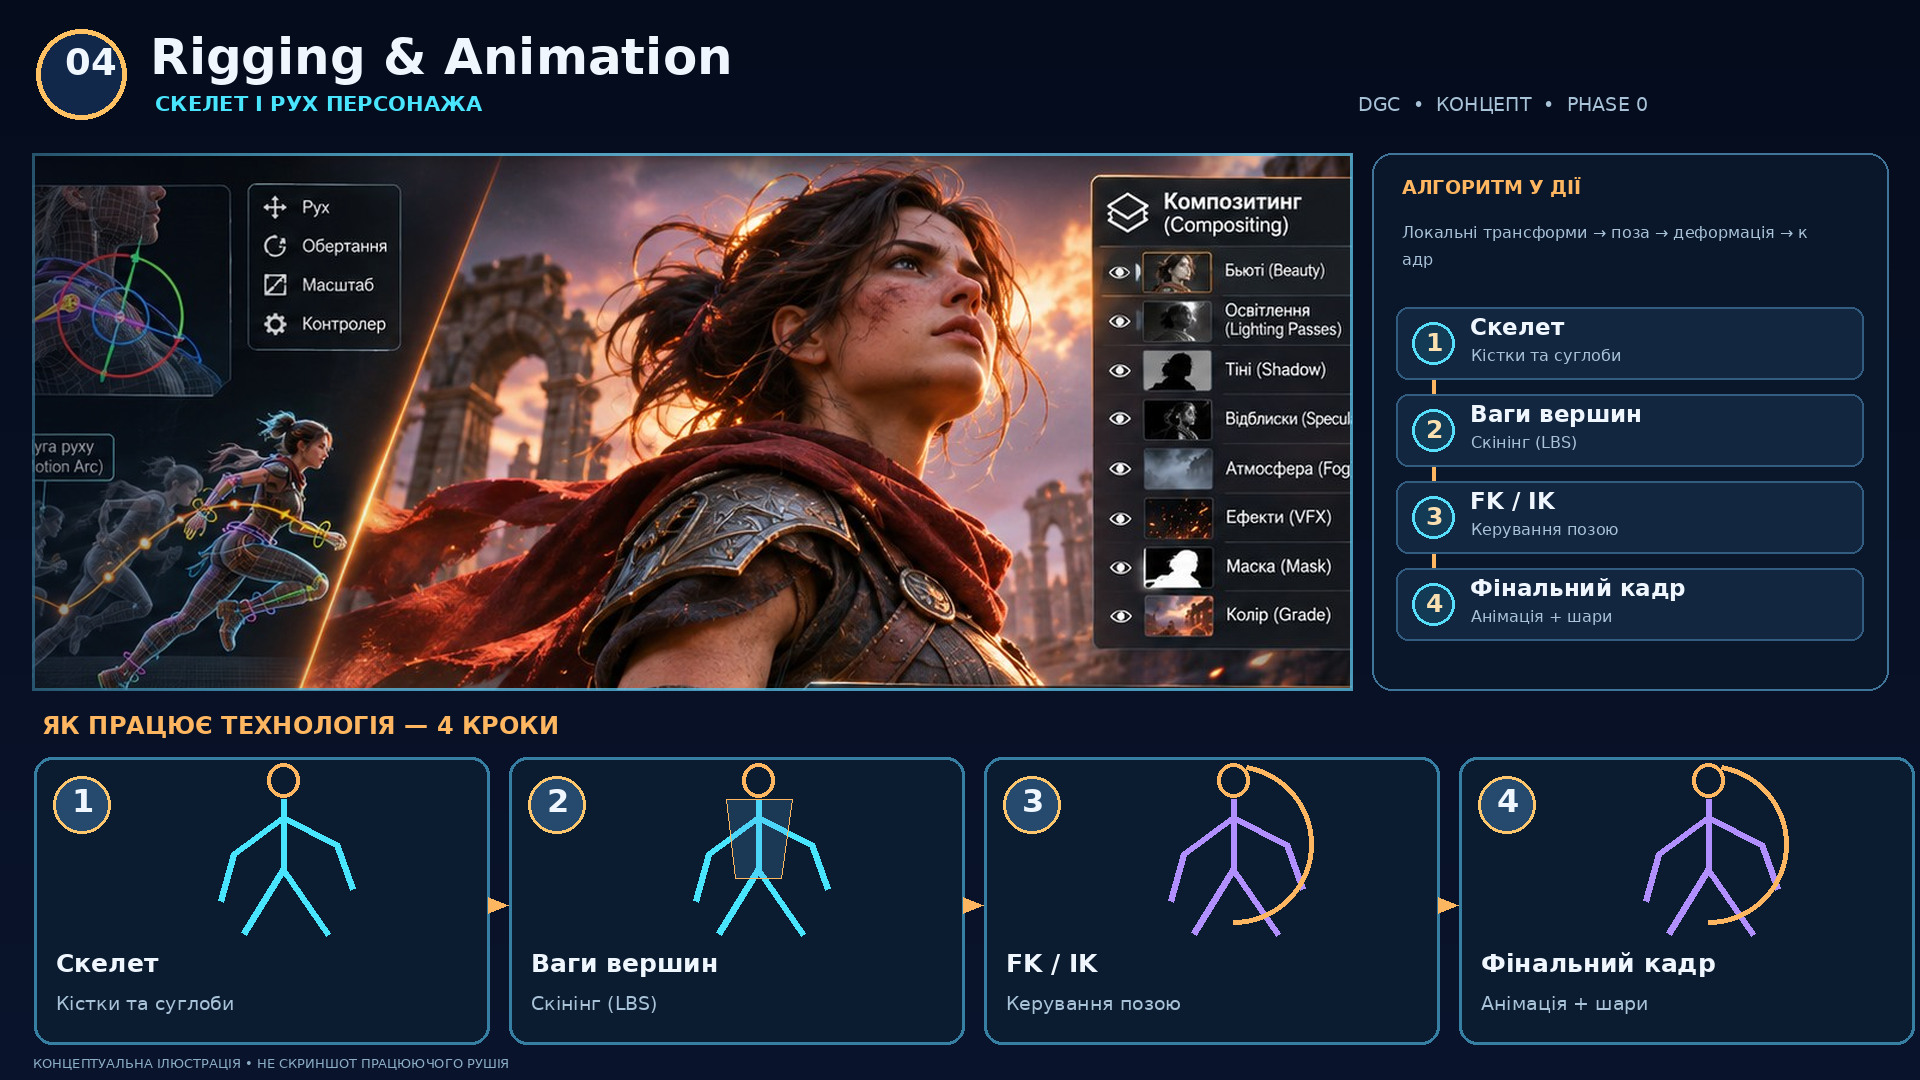 04
Rigging & Animation
СКЕЛЕТ І РУХ ПЕРСОНАЖА
DGC • КОНЦЕПТ • PHASE 0
Рух
Обертання
Масштаб
Контролер
уга руху
otion Arc)
Композитинг
(Compositing)
Бьюті (Beauty)
Освітлення
(Lighting Passes)
Тіні (Shadow)
Відблиски (Specul
Атмосфера (Fog
Ефекти (VFX)
Маска (Mask)
Колір (Grade)
АЛГОРИТМ У ДІЇ
Локальні трансформи → поза → деформація → к
адр
1
Скелет
Кістки та суглоби
2
Ваги вершин
Скінінг (LBS)
3
FK / IK
Керування позою
4
Фінальний кадр
Анімація + шари
ЯК ПРАЦЮЄ ТЕХНОЛОГІЯ — 4 КРОКИ
1
Скелет
Кістки та суглоби
2
Ваги вершин
Скінінг (LBS)
3
FK / IK
Керування позою
4
Фінальний кадр
Анімація + шари
КОНЦЕПТУАЛЬНА ІЛЮСТРАЦІЯ • НЕ СКРИНШОТ ПРАЦЮЮЧОГО РУШІЯ